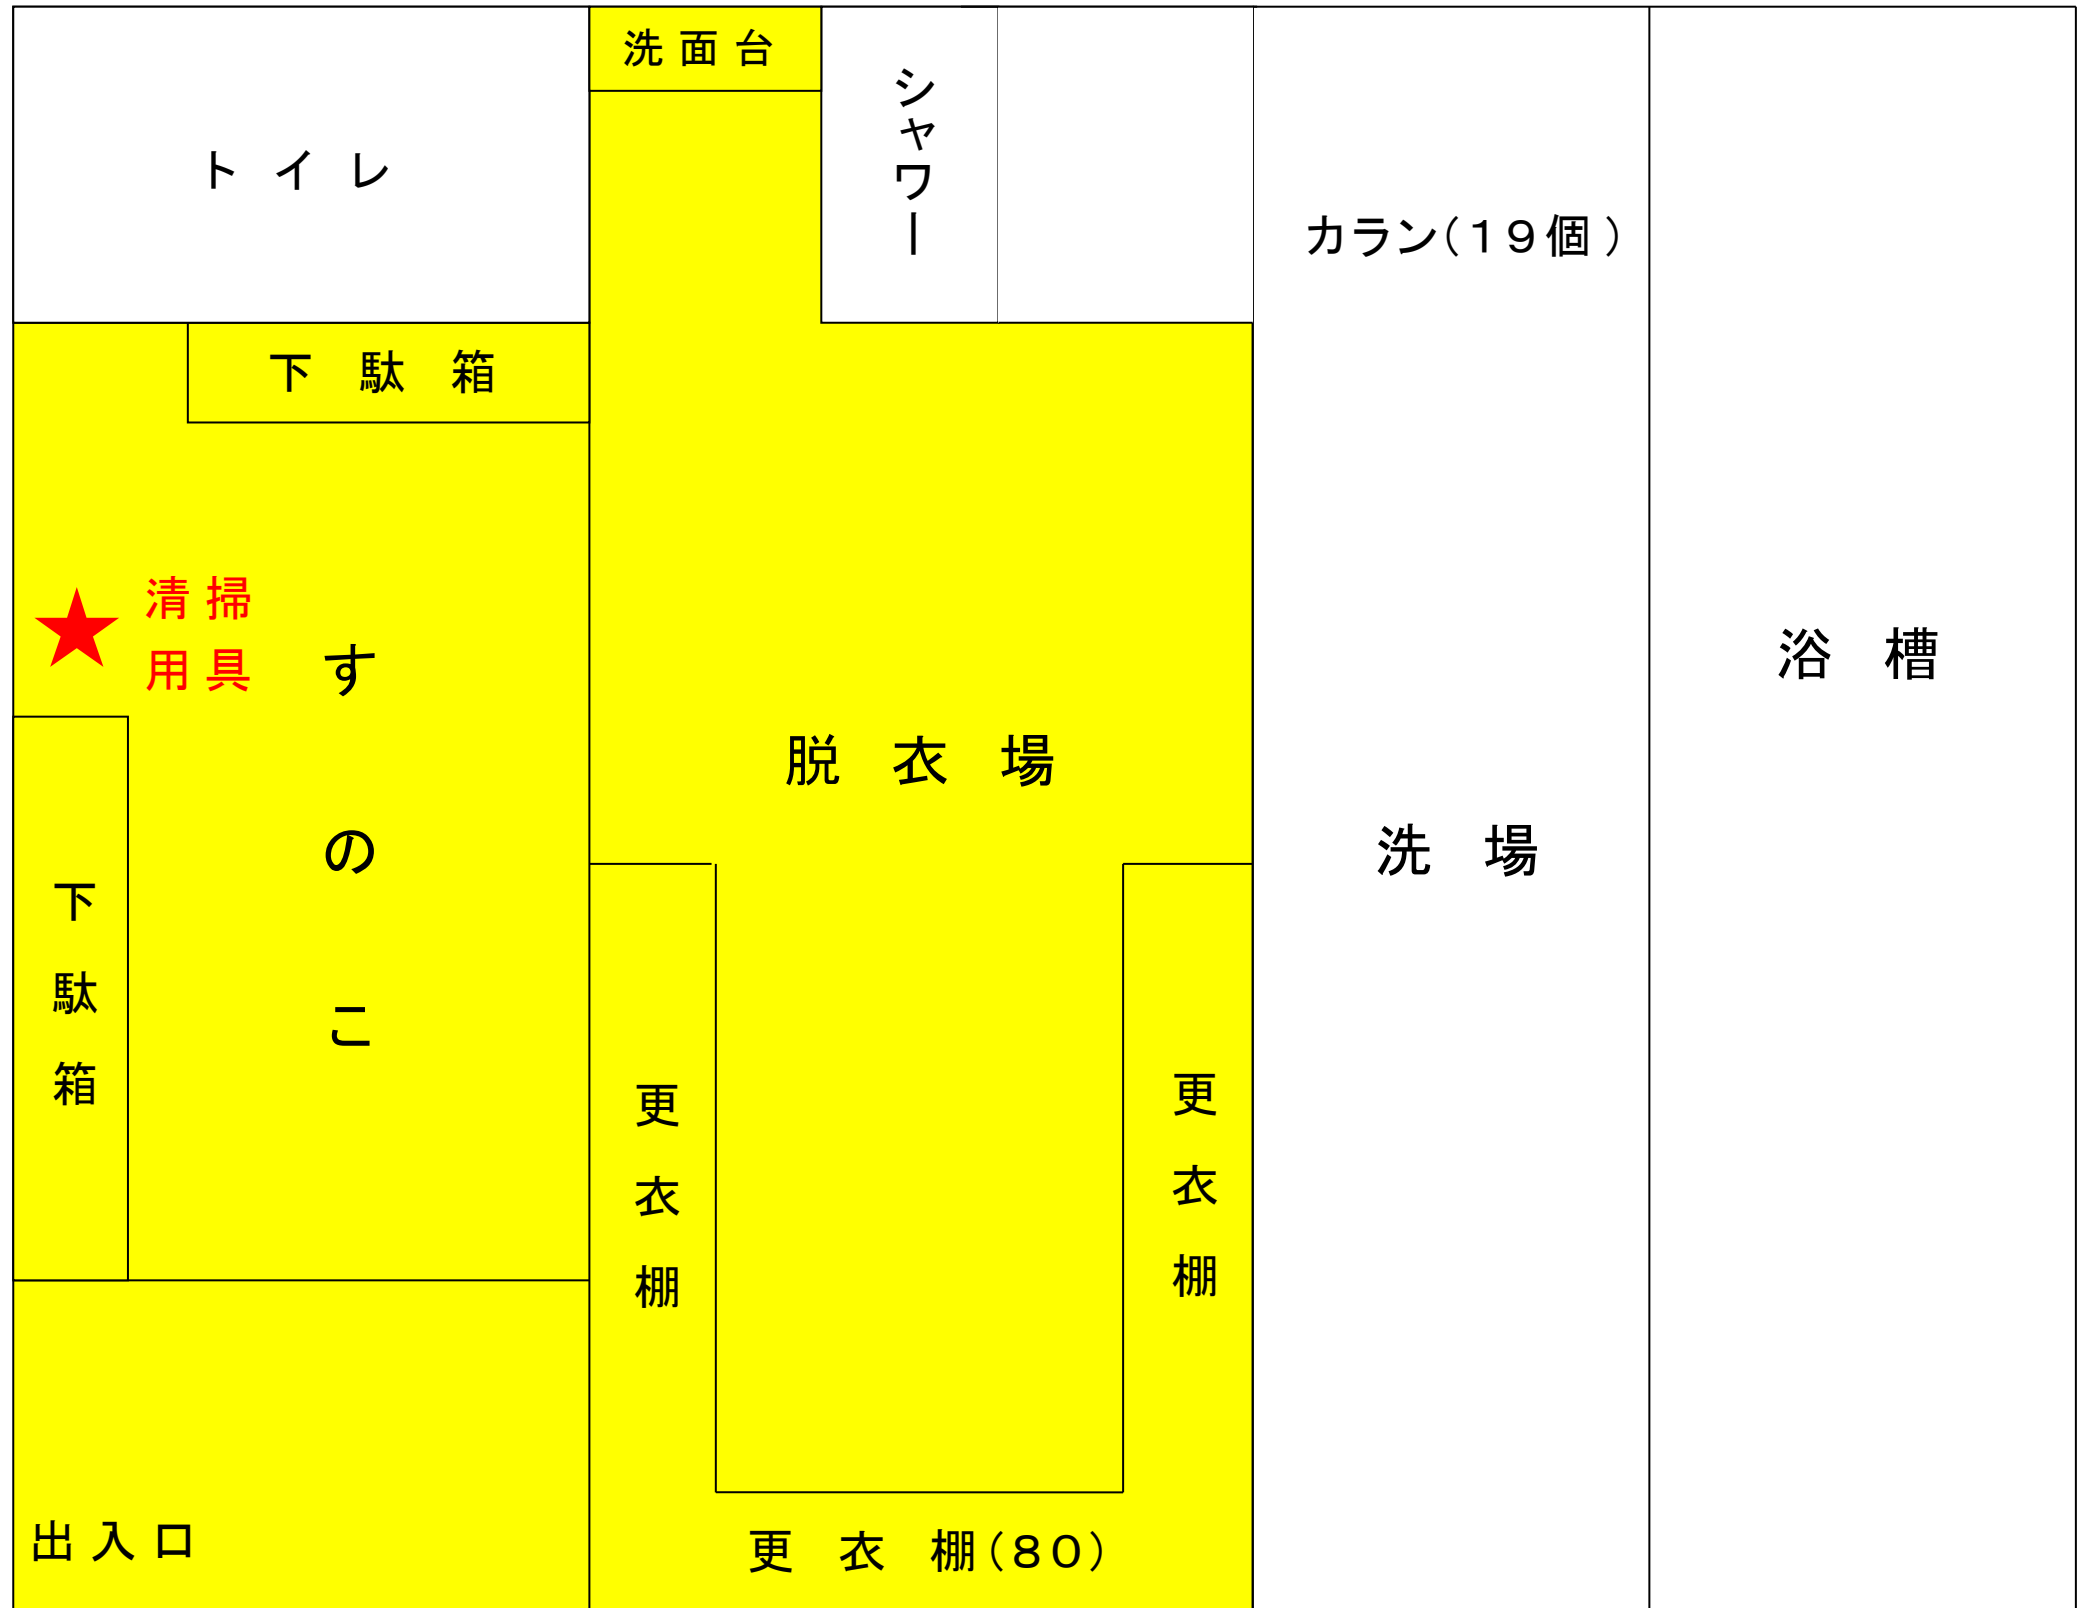 洗面台
シャワー
トイレ
カラン(19個)
下駄箱
清掃
用具
すのこ
脱衣場
洗場
浴槽
下駄箱
更衣棚
更衣棚
出入口
更衣棚(80)